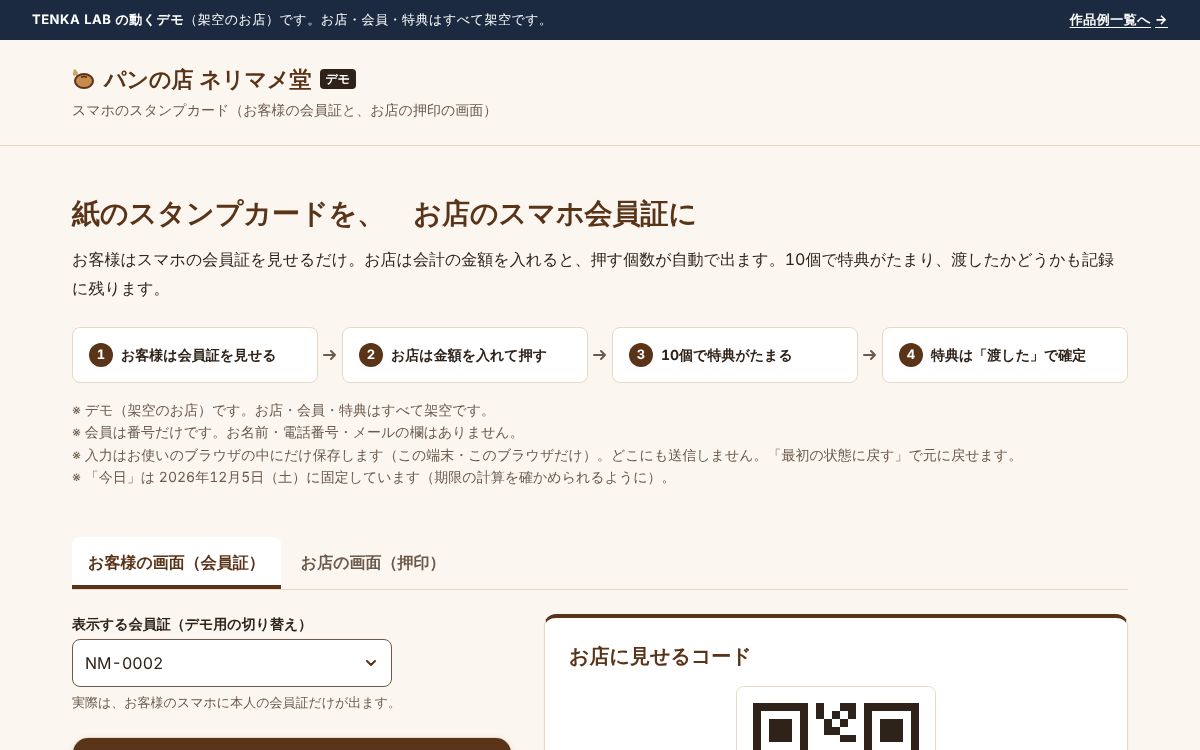 TENKA LAB の動くデモ（架空のお店）です。お店・会員・特典はすべて架空です。
作品例一覧へ →
パンの店 ネリマメ堂 デモ
スマホのスタンプカード（お客様の会員証と、お店の押印の画面）
紙のスタンプカードを、　お店のスマホ会員証に
お客様はスマホの会員証を見せるだけ。お店は会計の金額を入れると、押す個数が自動で出ます。10個で特典がたまり、渡したかどうかも記録
に残ります。
1 お客様は会員証を見せる → 2 お店は金額を入れて押す → 3 10個で特典がたまる → 4 特典は「渡した」で確定
※ デモ（架空のお店）です。お店・会員・特典はすべて架空です。
※ 会員は番号だけです。お名前・電話番号・メールの欄はありません。
※ 入力はお使いのブラウザの中にだけ保存します（この端末・このブラウザだけ）。どこにも送信しません。「最初の状態に戻す」で元に戻せます。
※ 「今日」は 2026年12月5日（土）に固定しています（期限の計算を確かめられるように）。
お客様の画面（会員証） お店の画面（押印）
表示する会員証（デモ用の切り替え）
NM-0002
実際は、お客様のスマホに本人の会員証だけが出ます。
お店に見せるコード